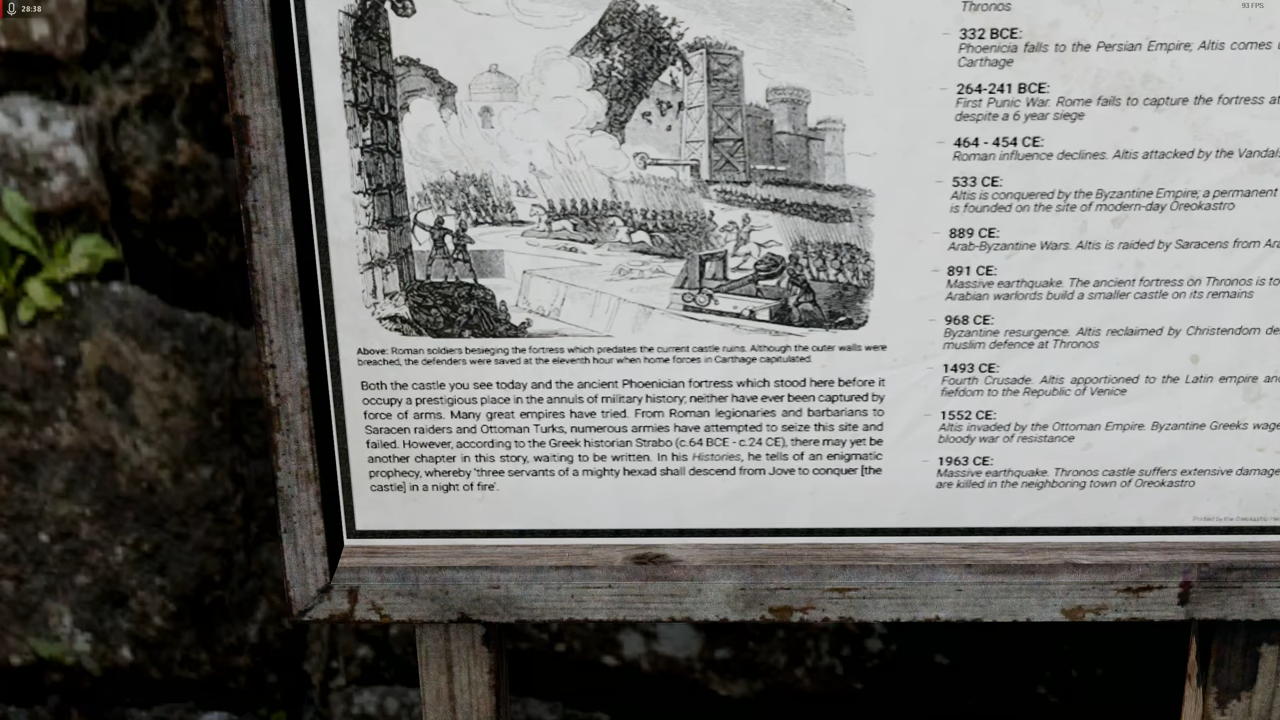 28:38
93 FPS
Thronos
332 BCE:
Phoenicia falls to the Persian Empire; Altis comes
Carthage
264-241 BCE:
First Punic War. Rome fails to capture the fortress at
despite a 6 year siege
464 - 454 CE:
Roman influence declines. Altis attacked by the Vandals
533 CE:
Altis is conquered by the Byzantine Empire; a permanent
is founded on the site of modern-day Oreokastro
889 CE:
Arab-Byzantine Wars. Altis is raided by Saracens from
891 CE:
Massive earthquake. The ancient fortress on Thronos is
Arabian warlords build a smaller castle on its remains
968 CE:
Byzantine resurgence. Altis reclaimed by Christendom
muslim defence at Thronos
1493 CE:
Fourth Crusade. Altis apportioned to the Latin empire
fiefdom to the Republic of Venice
1552 CE:
Altis invaded by the Ottoman Empire. Byzantine Greeks
bloody war of resistance
1963 CE:
Massive earthquake. Thronos castle suffers extensive
are killed in the neighboring town of Oreokastro
Printed by the Oreokastro
Above: Roman soldiers besieging the fortress which predates the current castle ruins. Although the outer walls were
breached, the defenders were saved at the eleventh hour when home forces in Carthage capitulated.
Both the castle you see today and the ancient Phoenician fortress which stood here before it
occupy a prestigious place in the annuls of military history; neither have ever been captured by
force of arms. Many great empires have tried. From Roman legionaries and barbarians to
Saracen raiders and Ottoman Turks, numerous armies have attempted to seize this site and
failed. However, according to the Greek historian Strabo (c.64 BCE - c.24 CE), there may yet be
another chapter in this story, waiting to be written. In his Histories, he tells of an enigmatic
prophecy, whereby 'three servants of a mighty hexad shall descend from Jove to conquer [the
castle] in a night of fire'.